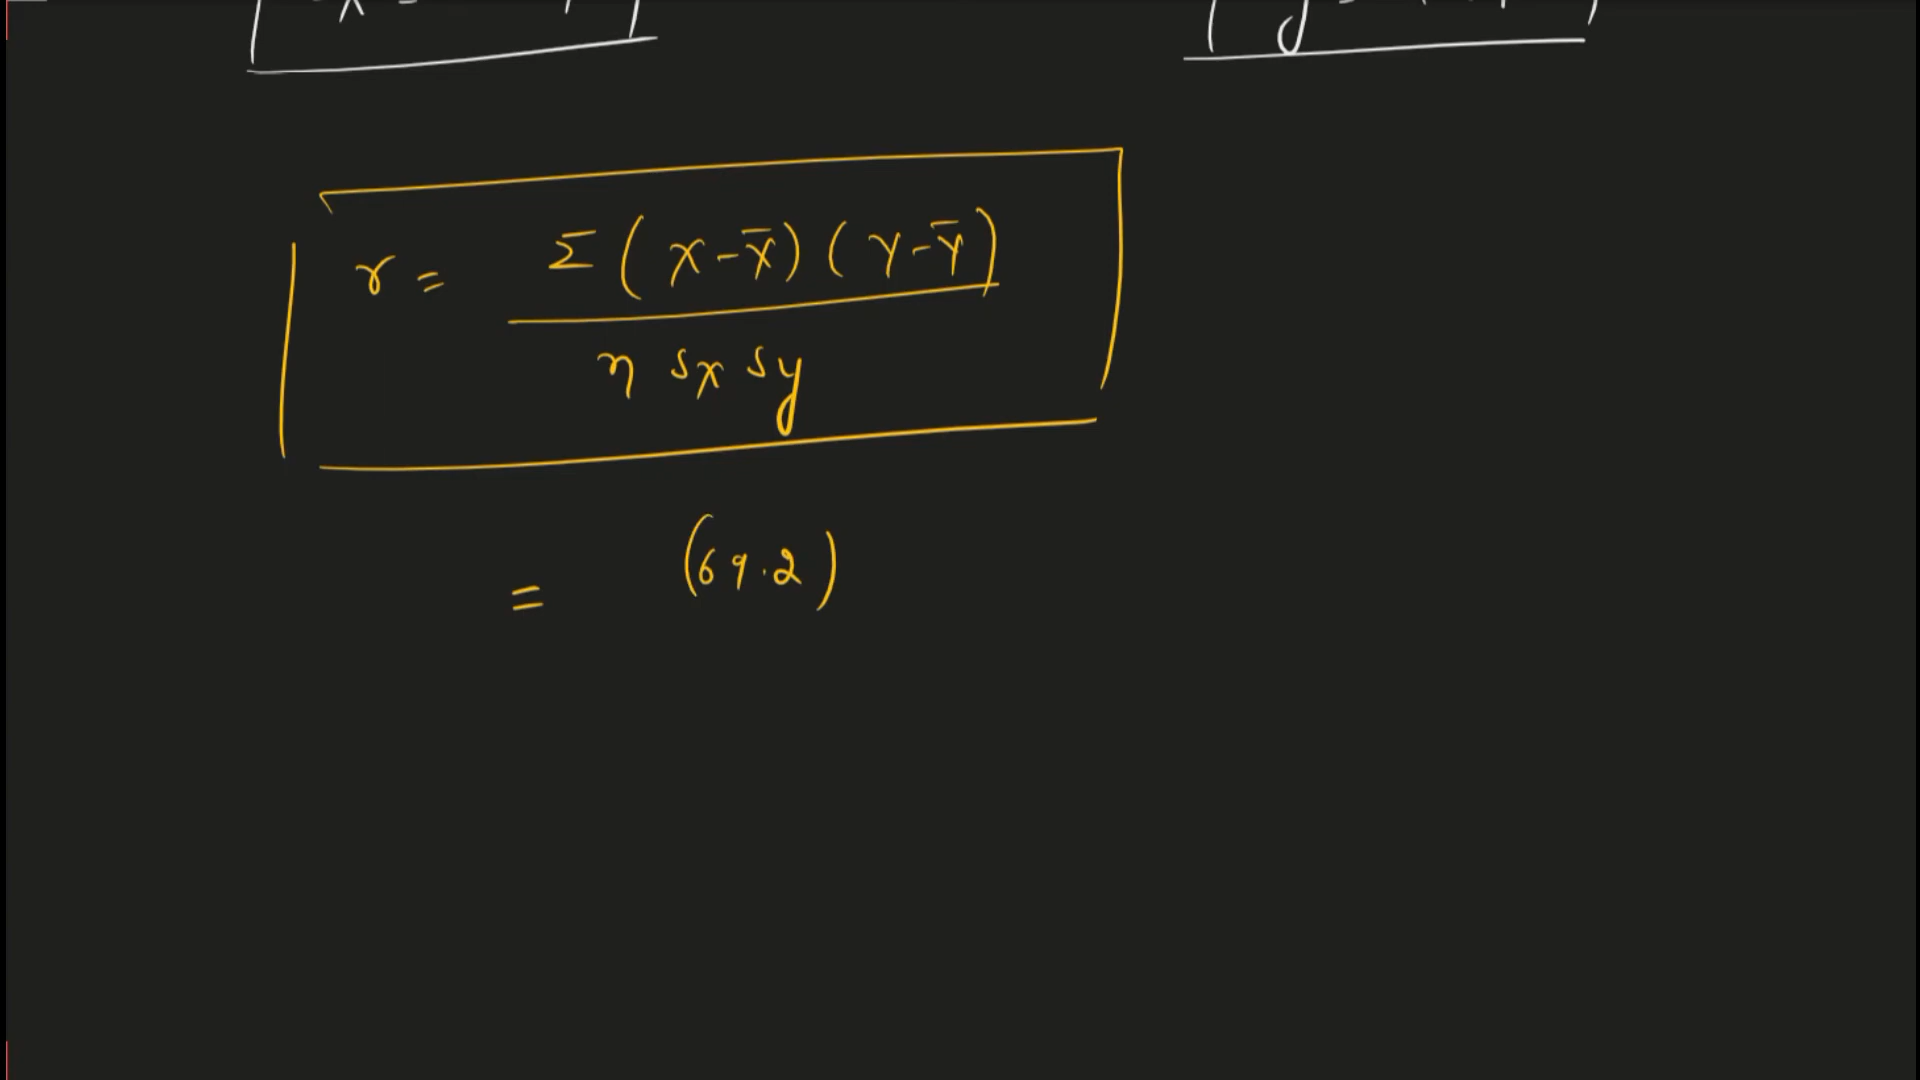 r = Σ ( x - x̄ ) ( y - ȳ )
n sx sy
= (69.2)